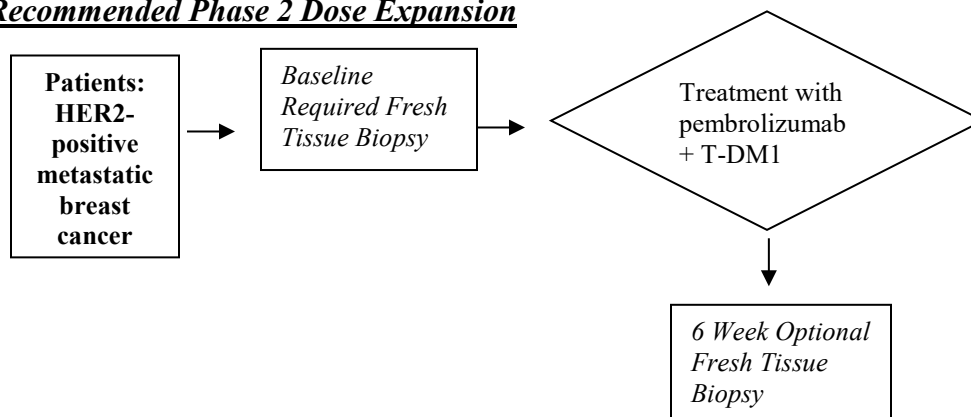 Recommended Phase 2 Dose Expansion
Patients:
HER2-
positive
metastatic
breast
cancer
Baseline
Required Fresh
Tissue Biopsy
Treatment with
pembrolizumab
+ T-DM1
6 Week Optional
Fresh Tissue
Biopsy